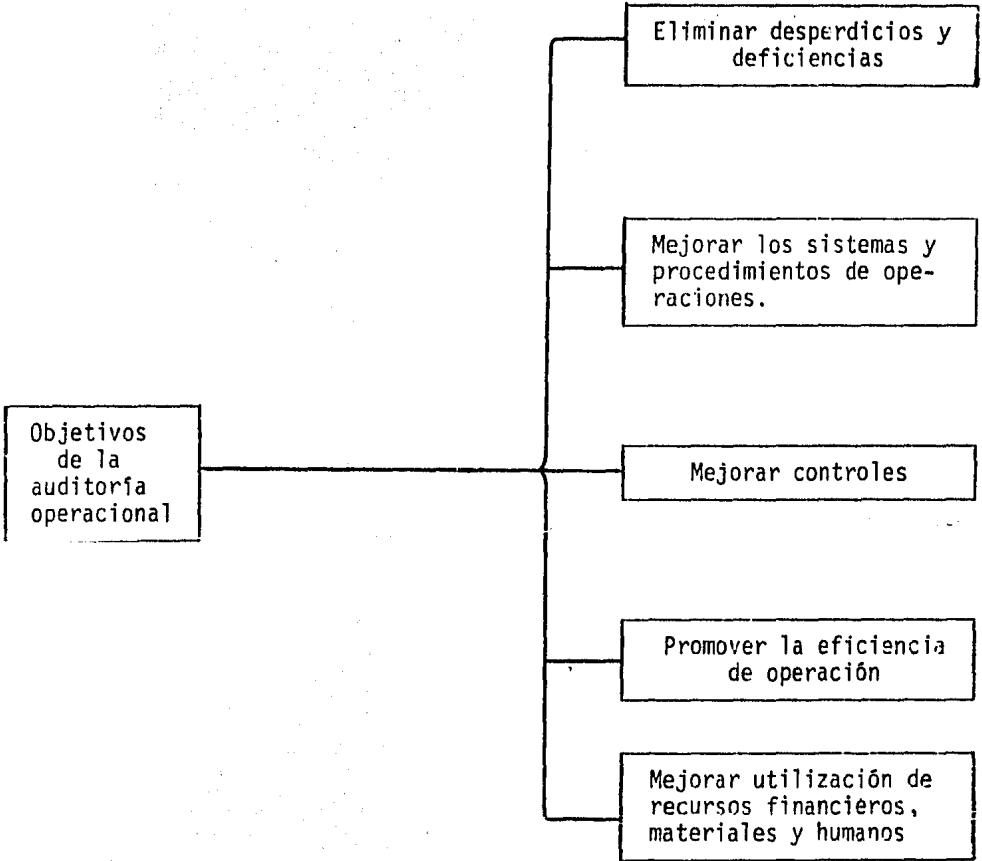 Eliminar desperdicios y
deficiencias
Mejorar los sistemas y
procedimientos de ope-
raciones.
Objetivos
de la
auditoría
operacional
Mejorar controles
Promover la eficiencia
de operación
Mejorar utilización de
recursos financieros,
materiales y humanos